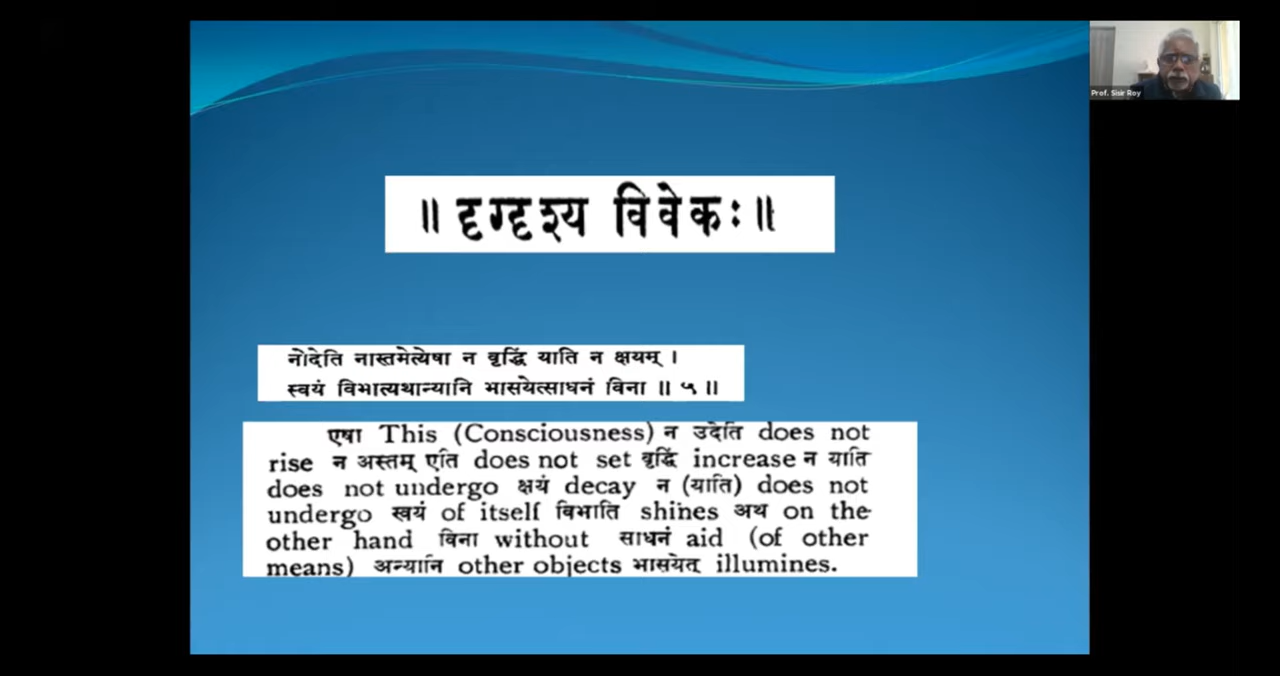 ॥ दृग्दृश्य विवेकः ॥
नोदेति नास्तमेत्येषा न वृद्धिं याति न क्षयम् ।
स्वयं विभात्यथान्यानि भासयेत्साधनं विना ॥ ५ ॥
एषा This (Consciousness) न उदेति does not
rise न अस्तम् एति does not set वृद्धिं increase न याति
does not undergo क्षयं decay न (याति) does not
undergo स्वयं of itself विभाति shines अथ on the
other hand विना without साधनं aid (of other
means) अन्यानि other objects भासयेत् illumines.
Prof. Sisir Roy